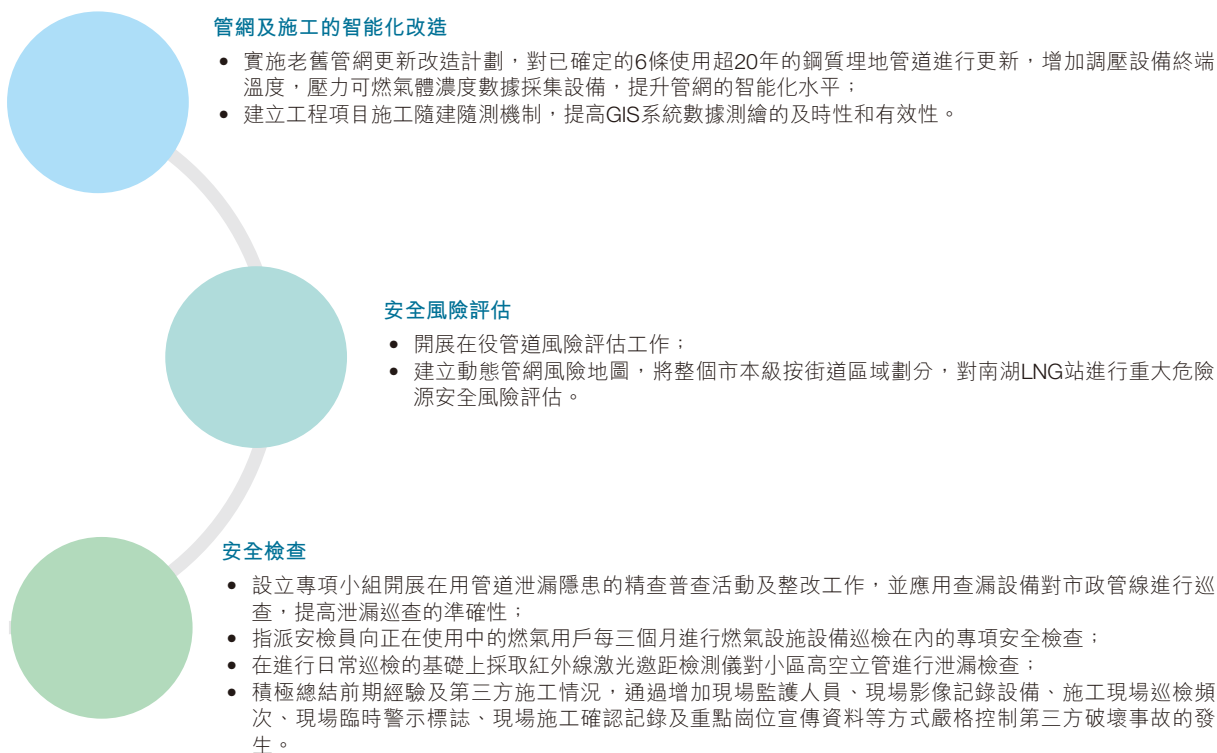 管網及施工的智能化改造
• 實施老舊管網更新改造計劃，對已確定的6條使用超20年的鋼質埋地管道進行更新，增加調壓設備終端
溫度，壓力可燃氣體濃度數據採集設備，提升管網的智能化水平；
• 建立工程項目施工隨建隨測機制，提高GIS系統數據測繪的及時性和有效性。
安全風險評估
• 開展在役管道風險評估工作；
• 建立動態管網風險地圖，將整個市本級按街道區域劃分，對南湖LNG站進行重大危險
源安全風險評估。
安全檢查
• 設立專項小組開展在用管道泄漏隱患的精查普查活動及整改工作，並應用查漏設備對市政管線進行巡
查，提高泄漏巡查的準確性；
• 指派安檢員向正在使用中的燃氣用戶每三個月進行燃氣設施設備巡檢在內的專項安全檢查；
• 在進行日常巡檢的基礎上採取紅外線激光遨距檢測儀對小區高空立管進行泄漏檢查；
• 積極總結前期經驗及第三方施工情況，通過增加現場監護人員、現場影像記錄設備、施工現場巡檢頻
次、現場臨時警示標誌、現場施工確認記錄及重點崗位宣傳資料等方式嚴格控制第三方破壞事故的發
生。